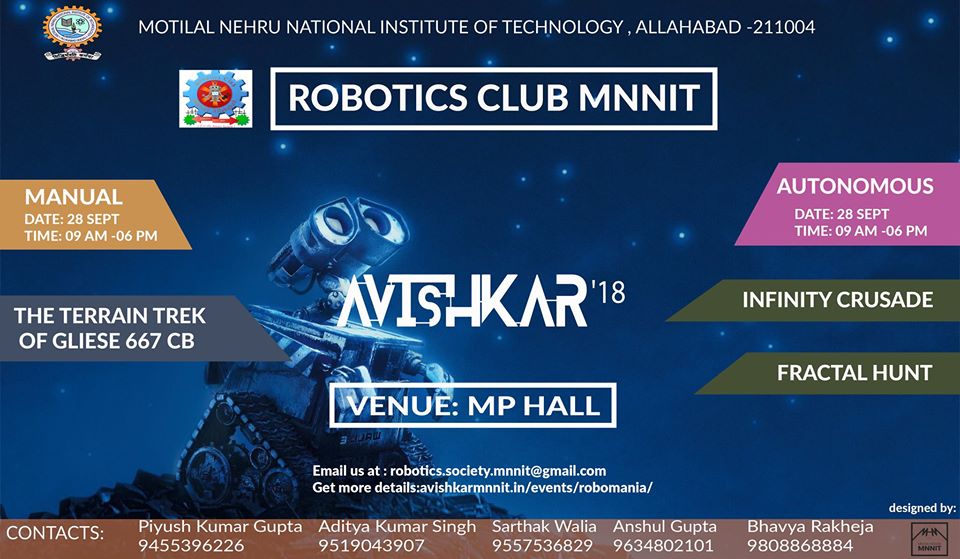 MOTILAL NEHRU NATIONAL INSTITUTE OF TECHNOLOGY , ALLAHABAD -211004
ROBOTICS CLUB MNNIT
MANUAL
DATE: 28 SEPT
TIME: 09 AM -06 PM
AUTONOMOUS
DATE: 28 SEPT
TIME: 09 AM -06 PM
AVISHKAR '18
THE TERRAIN TREK
OF GLIESE 667 CB
INFINITY CRUSADE
FRACTAL HUNT
VENUE: MP HALL
WALL·E
Email us at : robotics.society.mnnit@gmail.com
Get more details:avishkarmnnit.in/events/robomania/
designed by:
CONTACTS:
Piyush Kumar Gupta Aditya Kumar Singh Sarthak Walia Anshul Gupta Bhavya Rakheja
9455396226 9519043907 9557536829 9634802101 9808868884
MNNIT